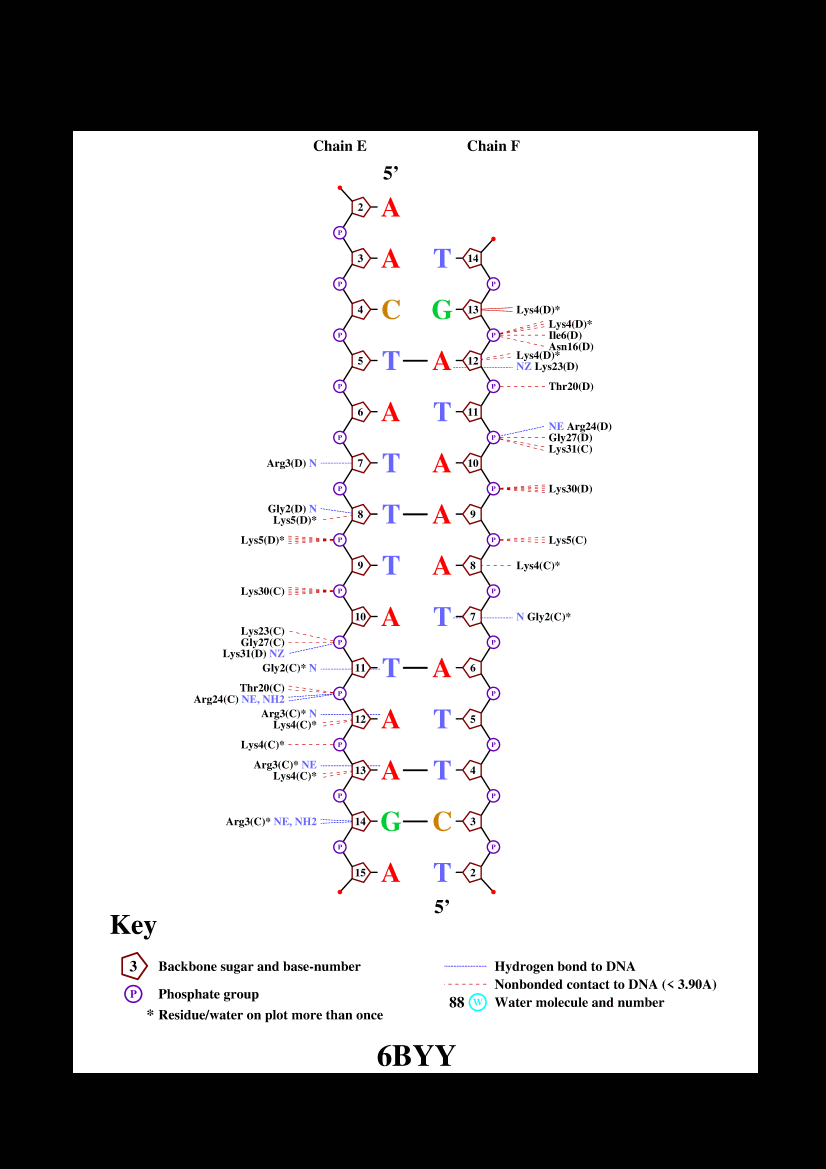 Chain E Chain F
5’
2 A
P
3 A T 14
P P
4 C G 13 Lys4(D)*
Lys4(D)*
P P Ile6(D)
Asn16(D)
Lys4(D)*
5 T A 12
NZ Lys23(D)
P P Thr20(D)
6 A T 11
NE Arg24(D)
P P Gly27(D)
Lys31(C)
Arg3(D) N 7 T A 10
P P Lys30(D)
Gly2(D) N
8 T A 9
Lys5(D)*
Lys5(D)* P P Lys5(C)
9 T A 8 Lys4(C)*
Lys30(C) P P
10 A T 7 N Gly2(C)*
Lys23(C)
Gly27(C) P P
Lys31(D) NZ
Gly2(C)* N 11 T A 6
Thr20(C)
P P
Arg24(C) NE, NH2
Arg3(C)* N
12 A T 5
Lys4(C)*
Lys4(C)* P P
Arg3(C)* NE
13 A T 4
Lys4(C)*
P P
Arg3(C)* NE, NH2 14 G C 3
P P
15 A T 2
5’
Key
3 Backbone sugar and base-number
P Phosphate group
* Residue/water on plot more than once
Hydrogen bond to DNA
Nonbonded contact to DNA (< 3.90A)
88 W Water molecule and number
6BYY